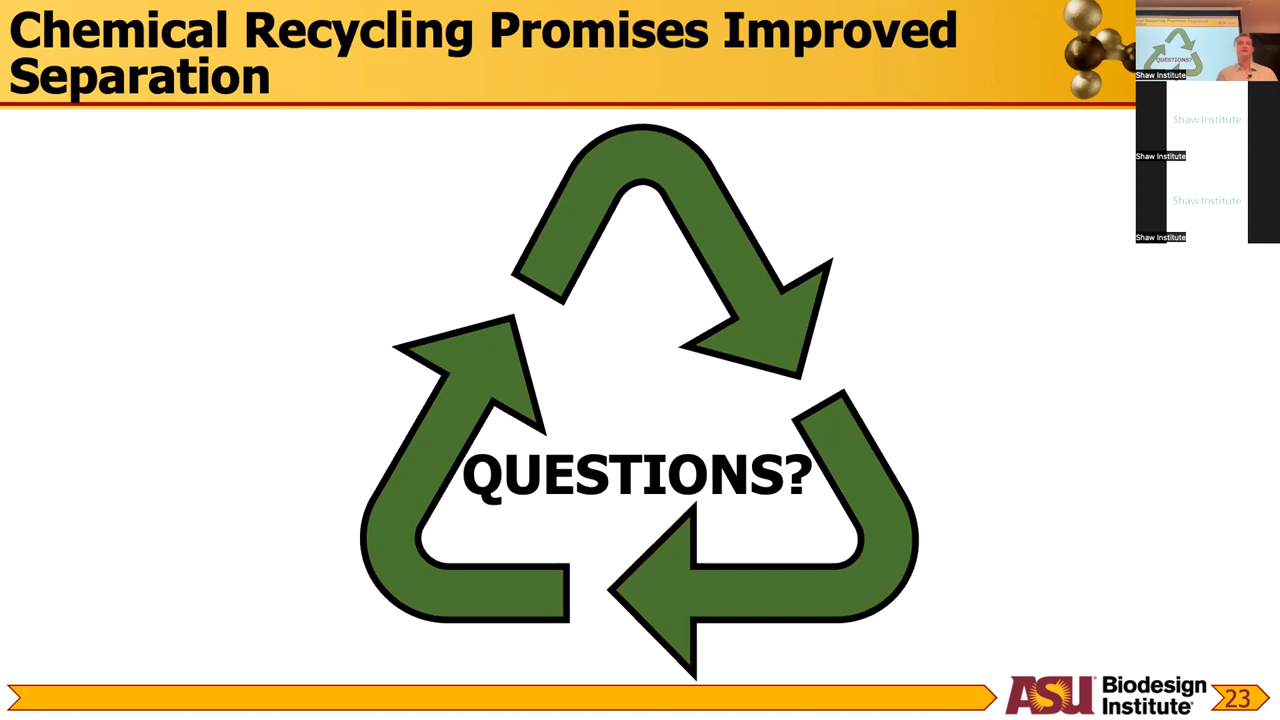 Chemical Recycling Promises Improved
Separation
QUESTIONS?
QUESTIONS?
Shaw Institute
Shaw Institute
Shaw Institute
Shaw Institute
Shaw Institute
ASU Biodesign
Institute
23